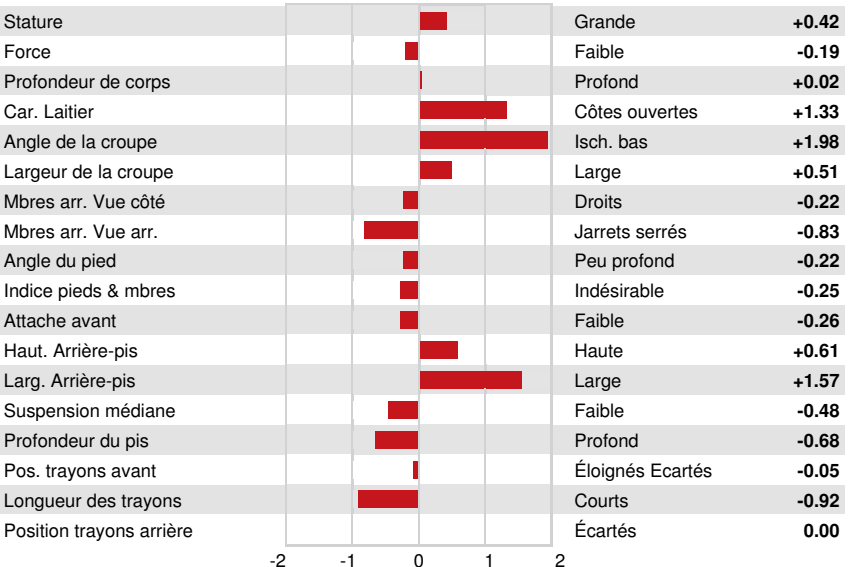 Stature Grande +0.42
Force Faible -0.19
Profondeur de corps Profond +0.02
Car. Laitier Côtes ouvertes +1.33
Angle de la croupe Isch. bas +1.98
Largeur de la croupe Large +0.51
Mbres arr. Vue côté Droits -0.22
Mbres arr. Vue arr. Jarrets serrés -0.83
Angle du pied Peu profond -0.22
Indice pieds & mbres Indésirable -0.25
Attache avant Faible -0.26
Haut. Arrière-pis Haute +0.61
Larg. Arrière-pis Large +1.57
Suspension médiane Faible -0.48
Profondeur du pis Profond -0.68
Pos. trayons avant Éloignés Ecartés -0.05
Longueur des trayons Courts -0.92
Position trayons arrière Écartés 0.00
-2 -1 0 1 2